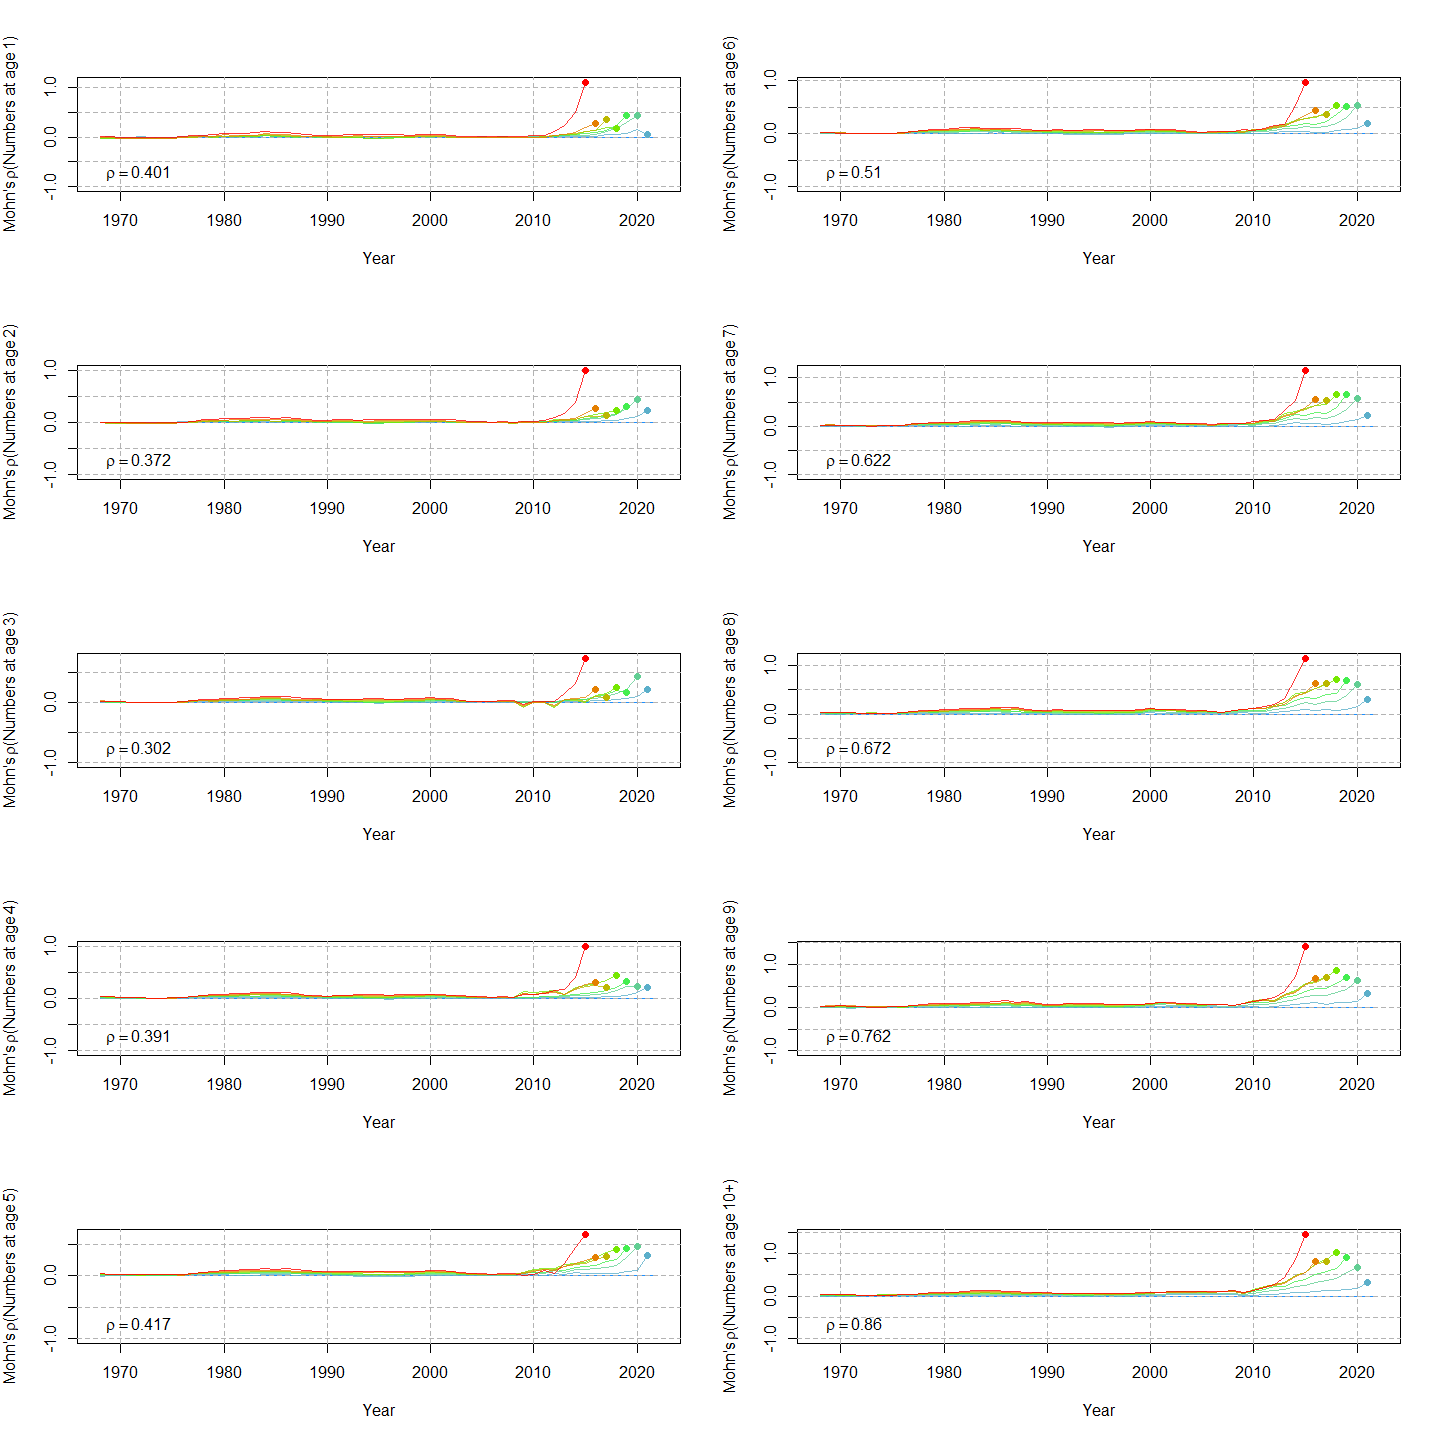 Mohn's ρ(Numbers at age 1)
1.0
0.0
-1.0
ρ = 0.401
1970 1980 1990 2000 2010 2020
Year
Mohn's ρ(Numbers at age 2)
1.0
0.0
-1.0
ρ = 0.372
1970 1980 1990 2000 2010 2020
Year
Mohn's ρ(Numbers at age 3)
0.0
-1.0
ρ = 0.302
1970 1980 1990 2000 2010 2020
Year
Mohn's ρ(Numbers at age 4)
1.0
0.0
-1.0
ρ = 0.391
1970 1980 1990 2000 2010 2020
Year
Mohn's ρ(Numbers at age 5)
0.0
-1.0
ρ = 0.417
1970 1980 1990 2000 2010 2020
Year
Mohn's ρ(Numbers at age 6)
1.0
0.0
ρ = 0.51
1970 1980 1990 2000 2010 2020
Year
Mohn's ρ(Numbers at age 7)
1.0
0.0
-1.0
ρ = 0.622
1970 1980 1990 2000 2010 2020
Year
Mohn's ρ(Numbers at age 8)
1.0
0.0
-1.0
ρ = 0.672
1970 1980 1990 2000 2010 2020
Year
Mohn's ρ(Numbers at age 9)
1.0
0.0
-1.0
ρ = 0.762
1970 1980 1990 2000 2010 2020
Year
Mohn's ρ(Numbers at age 10+)
1.0
0.0
-1.0
ρ = 0.86
1970 1980 1990 2000 2010 2020
Year